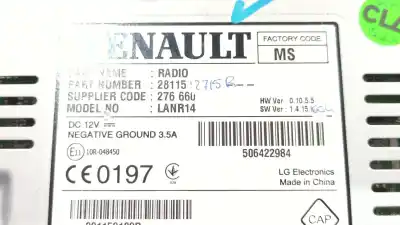 RENAULT
FACTORY CODE
MS
PART NAME : RADIO
PART NUMBER : 28115
SUPPLIER CODE : 276 660
MODEL NO : LANR14
HW Ver : 0.10.5.5
SW Ver : 1.4.15
DC 12V
NEGATIVE GROUND 3.5A
10R-048450
506422984
CE0197
LG Electronics
Made in China
CAP